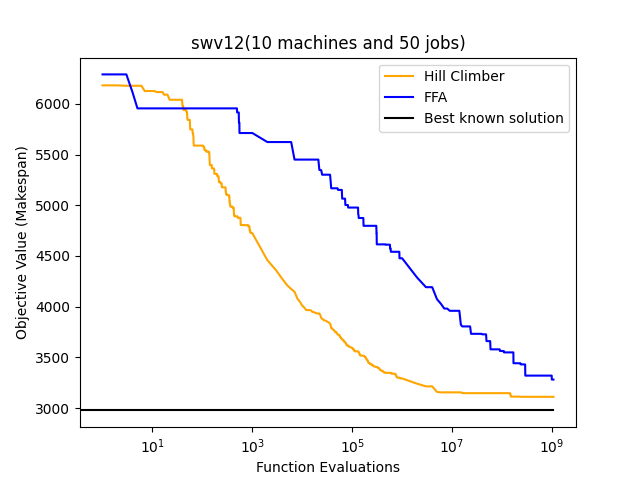 swv12(10 machines and 50 jobs)
Hill Climber
FFA
Best known solution
Objective Value (Makespan)
6000
5500
5000
4500
4000
3500
3000
10^1 10^3 10^5 10^7 10^9
Function Evaluations